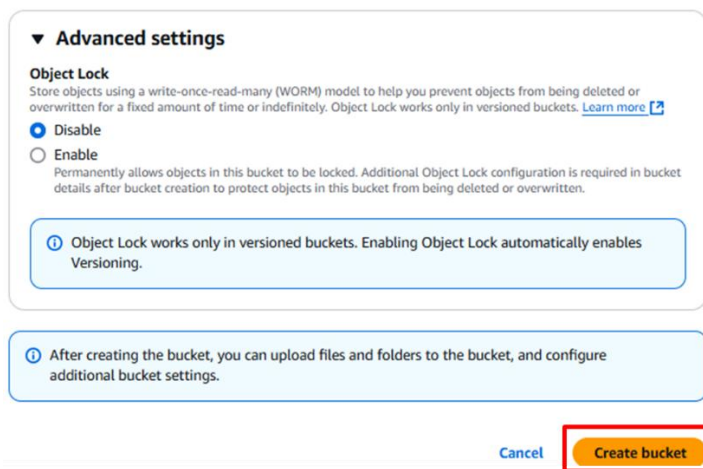 Advanced settings
Object Lock
Store objects using a write-once-read-many (WORM) model to help you prevent objects from being deleted or
overwritten for a fixed amount of time or indefinitely. Object Lock works only in versioned buckets. Learn more
Disable
Enable
Permanently allows objects in this bucket to be locked. Additional Object Lock configuration is required in bucket
details after bucket creation to protect objects in this bucket from being deleted or overwritten.
Object Lock works only in versioned buckets. Enabling Object Lock automatically enables
Versioning.
After creating the bucket, you can upload files and folders to the bucket, and configure
additional bucket settings.
Cancel Create bucket